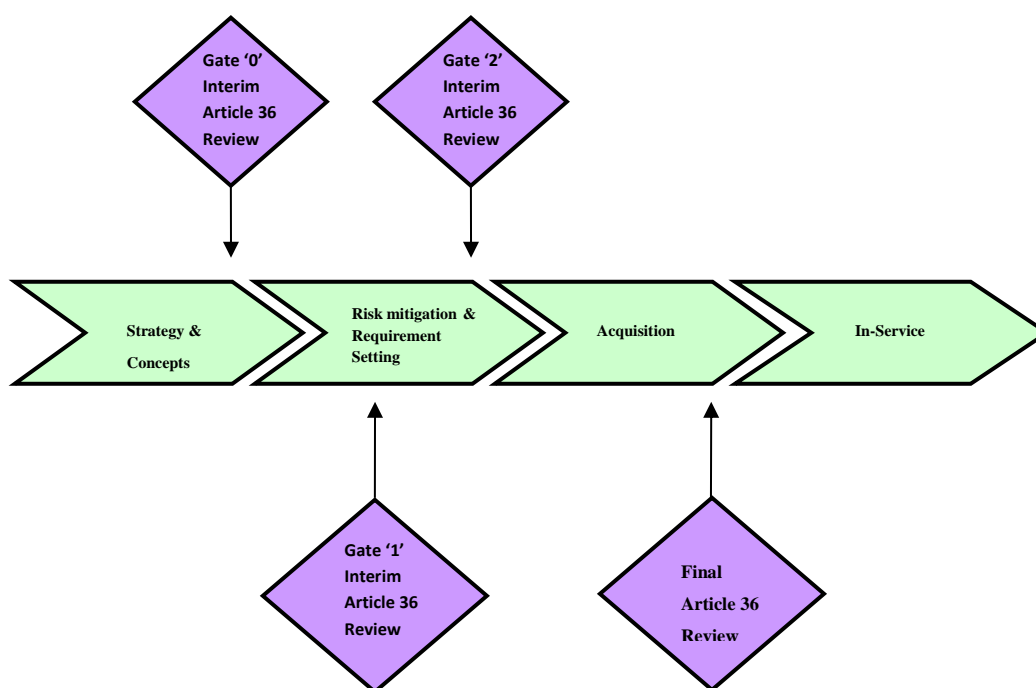 Gate ‘0’
Interim
Article 36
Review
Gate ‘2’
Interim
Article 36
Review
Strategy &
Concepts
Risk mitigation &
Requirement
Setting
Acquisition
In-Service
Gate ‘1’
Interim
Article 36
Review
Final
Article 36
Review